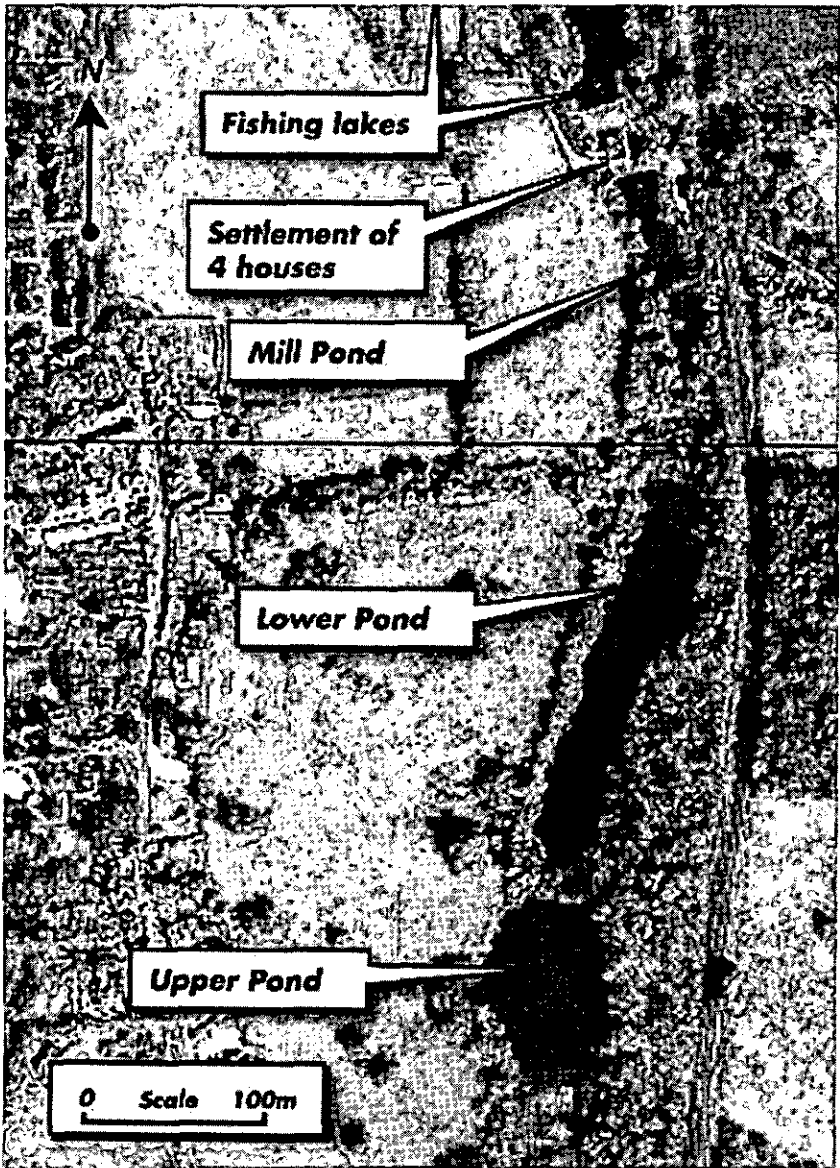 N
Fishing lakes
Settlement of
4 houses
Mill Pond
Lower Pond
Upper Pond
0 Scale 100m